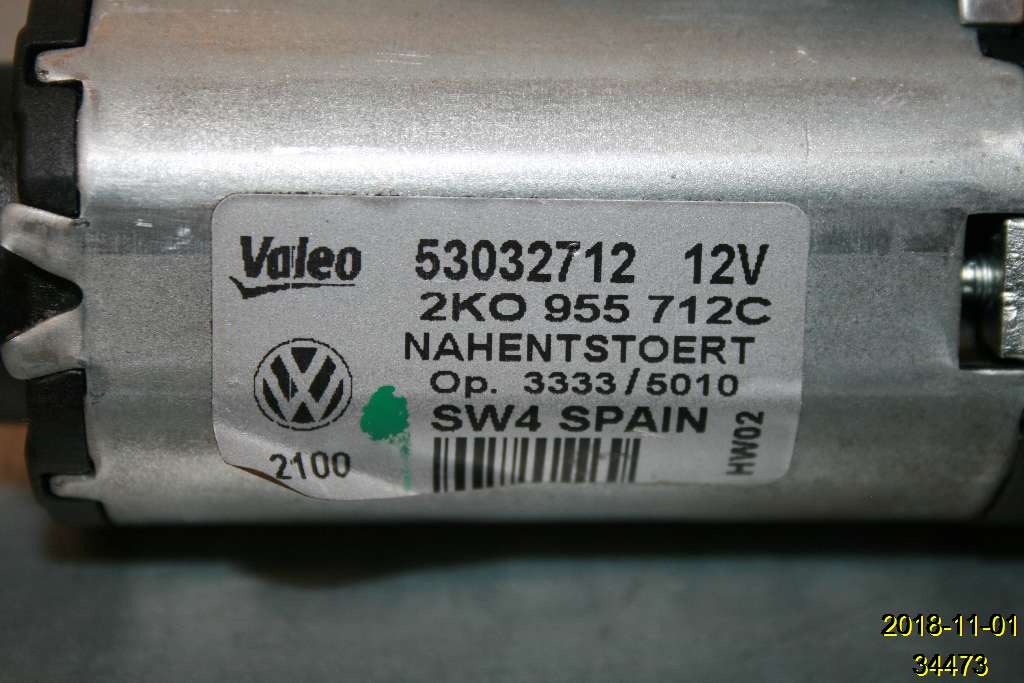 Valeo 53032712 12V
2KO 955 712C
NAHENTSTOERT
Op. 3333/5010
SW4 SPAIN
2100
HW02
2018-11-01
34473